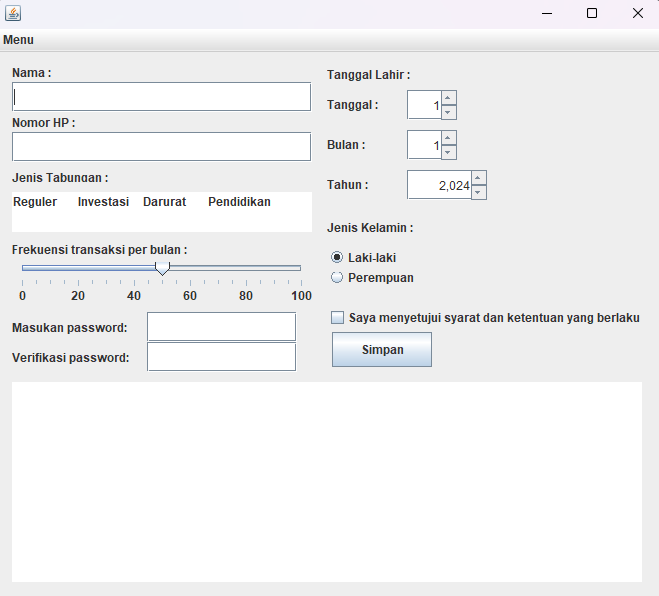 Menu
Nama :
Nomor HP :
Jenis Tabungan :
Reguler Investasi Darurat Pendidikan
Frekuensi transaksi per bulan :
0 20 40 60 80 100
Masukan password:
Verifikasi password:
Tanggal Lahir :
Tanggal : 1
Bulan : 1
Tahun : 2,024
Jenis Kelamin :
Laki-laki
Perempuan
Saya menyetujui syarat dan ketentuan yang berlaku
Simpan